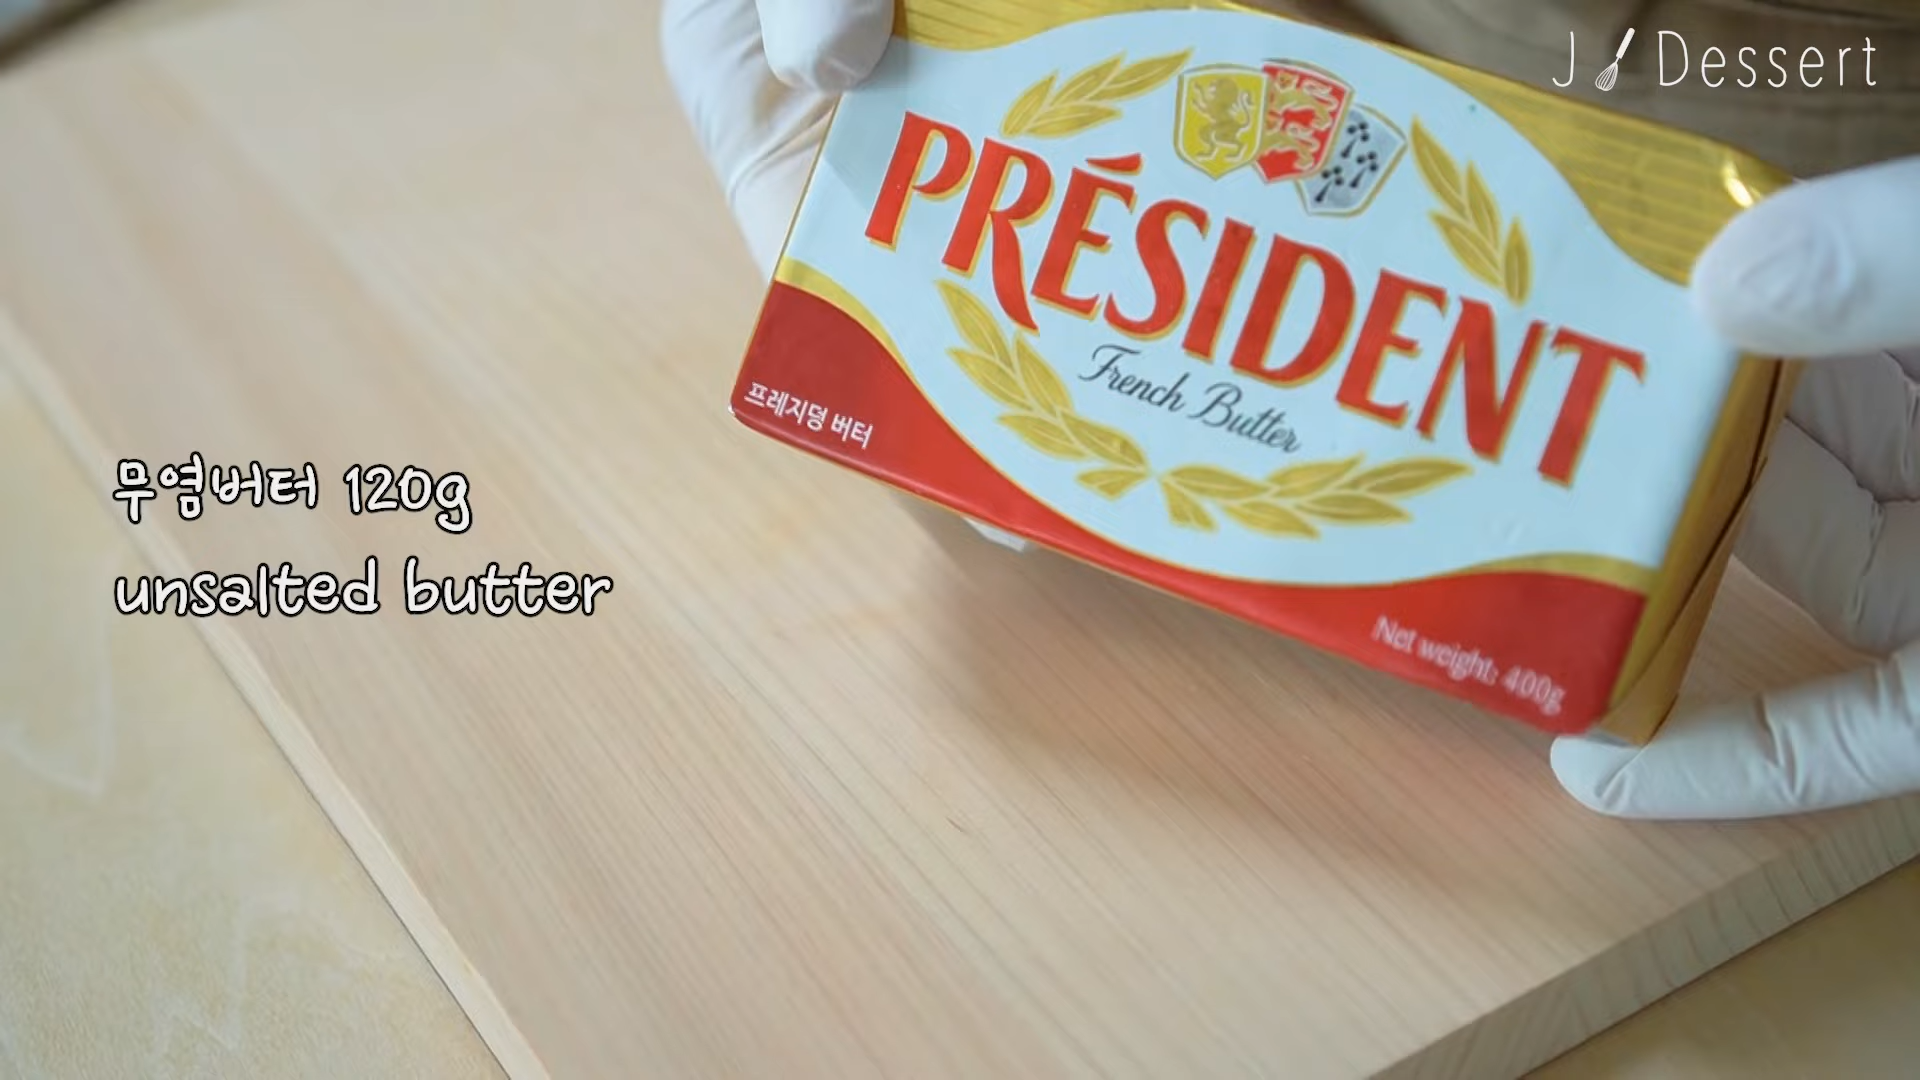 J Dessert
PRÉSIDENT
French Butter
프레지덩 버터
무염버터 120g
unsalted butter
Net weight: 400g